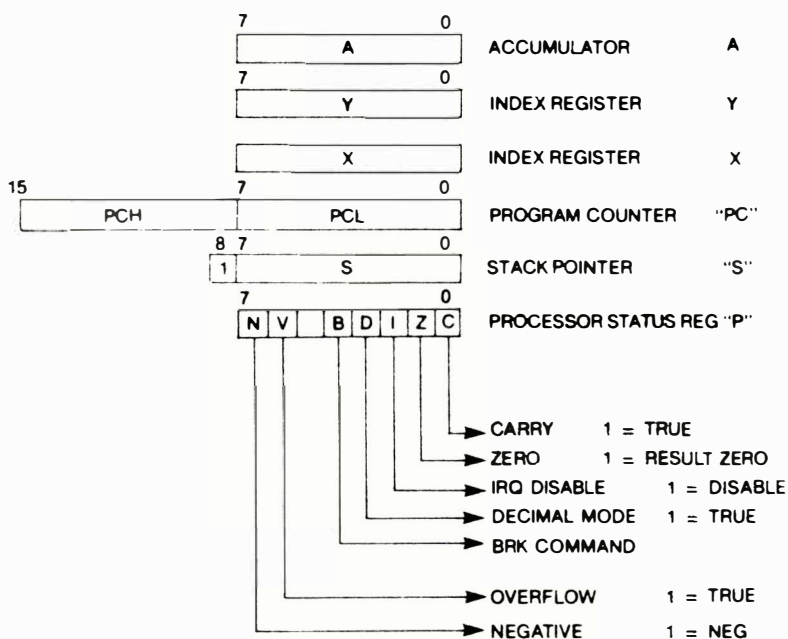 7 0
A ACCUMULATOR A
7 0
Y INDEX REGISTER Y
X INDEX REGISTER X
15 7 0
PCH PCL PROGRAM COUNTER "PC"
8 7 0
1 S STACK POINTER "S"
7 0
N V B D I Z C PROCESSOR STATUS REG "P"
CARRY 1 = TRUE
ZERO 1 = RESULT ZERO
IRQ DISABLE 1 = DISABLE
DECIMAL MODE 1 = TRUE
BRK COMMAND
OVERFLOW 1 = TRUE
NEGATIVE 1 = NEG